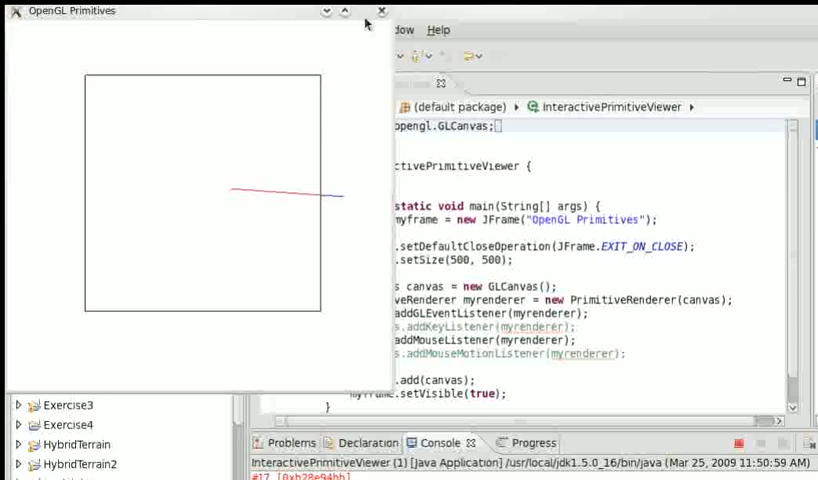 OpenGL Primitives
dow Help
(default package) InteractivePrimitiveViewer
opengl.GLCanvas;
ctivePrimitiveViewer {
static void main(String[] args) {
myframe = new JFrame("OpenGL Primitives");
.setDefaultCloseOperation(JFrame.EXIT_ON_CLOSE);
.setSize(500, 500);
s canvas = new GLCanvas();
veRenderer myrenderer = new PrimitiveRenderer(canvas);
addGLEventListener(myrenderer);
s.addKeyListener(myrenderer);
addMouseListener(myrenderer);
s.addMouseMotionListener(myrenderer);
.add(canvas);
.setVisible(true);
}
Exercise3
Exercise4
HybridTerrain
HybridTerrain2
Problems Declaration Console Progress
InteractivePrimitiveViewer (1) [Java Application] /usr/local/jdk1.5.0_16/bin/java (Mar 25, 2009 11:50:59 AM)